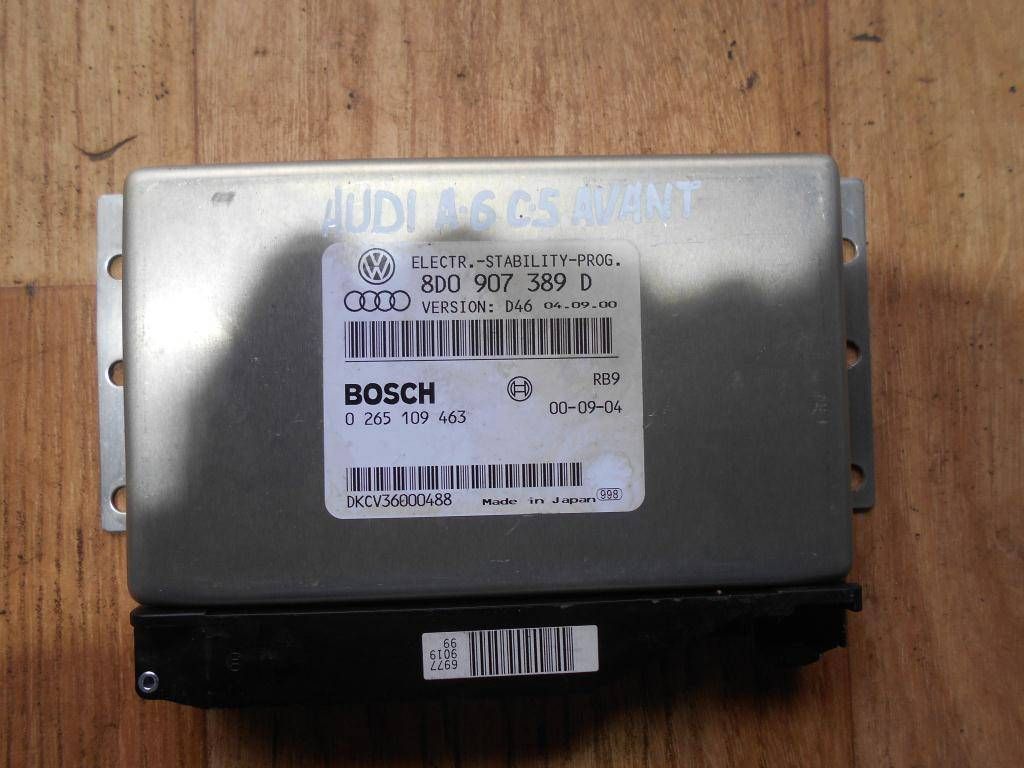 AUDI A-6 C5 AVANT
ELECTR.-STABILITY-PROG.
8D0 907 389 D
VERSION: D46 04.09.00
BOSCH
RB9
0 265 109 463
00-09-04
DKCV36000488
Made in Japan 998
6977
9019
99